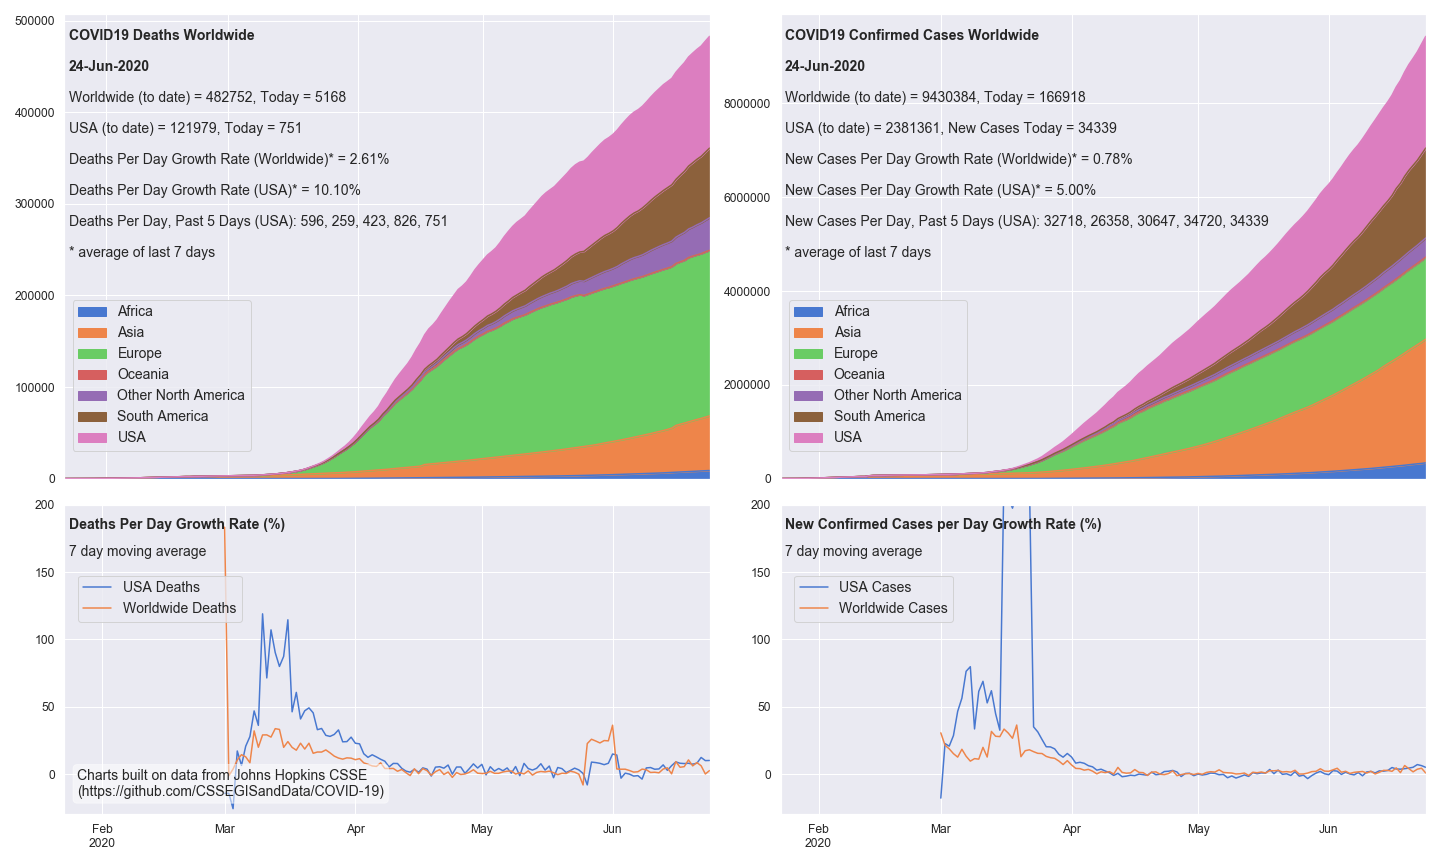 500000
400000
300000
200000
100000
0
COVID19 Deaths Worldwide
24-Jun-2020
Worldwide (to date) = 482752, Today = 5168
USA (to date) = 121979, Today = 751
Deaths Per Day Growth Rate (Worldwide)* = 2.61%
Deaths Per Day Growth Rate (USA)* = 10.10%
Deaths Per Day, Past 5 Days (USA): 596, 259, 423, 826, 751
* average of last 7 days
Africa
Asia
Europe
Oceania
Other North America
South America
USA
8000000
6000000
4000000
2000000
0
COVID19 Confirmed Cases Worldwide
24-Jun-2020
Worldwide (to date) = 9430384, Today = 166918
USA (to date) = 2381361, New Cases Today = 34339
New Cases Per Day Growth Rate (Worldwide)* = 0.78%
New Cases Per Day Growth Rate (USA)* = 5.00%
New Cases Per Day, Past 5 Days (USA): 32718, 26358, 30647, 34720, 34339
* average of last 7 days
Africa
Asia
Europe
Oceania
Other North America
South America
USA
200
150
100
50
0
Deaths Per Day Growth Rate (%)
7 day moving average
USA Deaths
Worldwide Deaths
Charts built on data from Johns Hopkins CSSE
(https://github.com/CSSEGISandData/COVID-19)
Feb
2020
Mar
Apr
May
Jun
200
150
100
50
0
New Confirmed Cases per Day Growth Rate (%)
7 day moving average
USA Cases
Worldwide Cases
Feb
2020
Mar
Apr
May
Jun